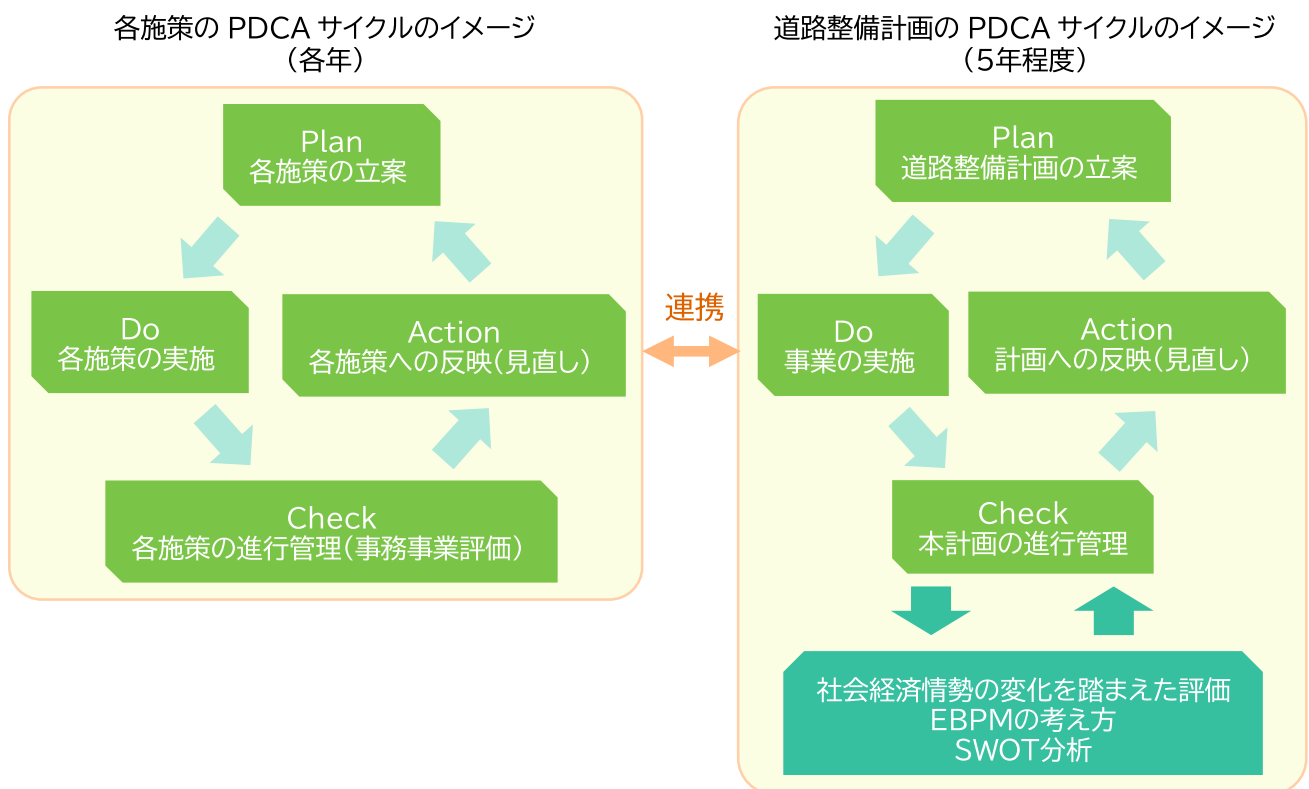 各施策の PDCA サイクルのイメージ
（各年）
Plan
各施策の立案
Do
各施策の実施
Action
各施策への反映（見直し）
Check
各施策の進行管理（事務事業評価）
連携
道路整備計画の PDCA サイクルのイメージ
（５年程度）
Plan
道路整備計画の立案
Do
事業の実施
Action
計画への反映（見直し）
Check
本計画の進行管理
社会経済情勢の変化を踏まえた評価
EBPMの考え方
SWOT分析